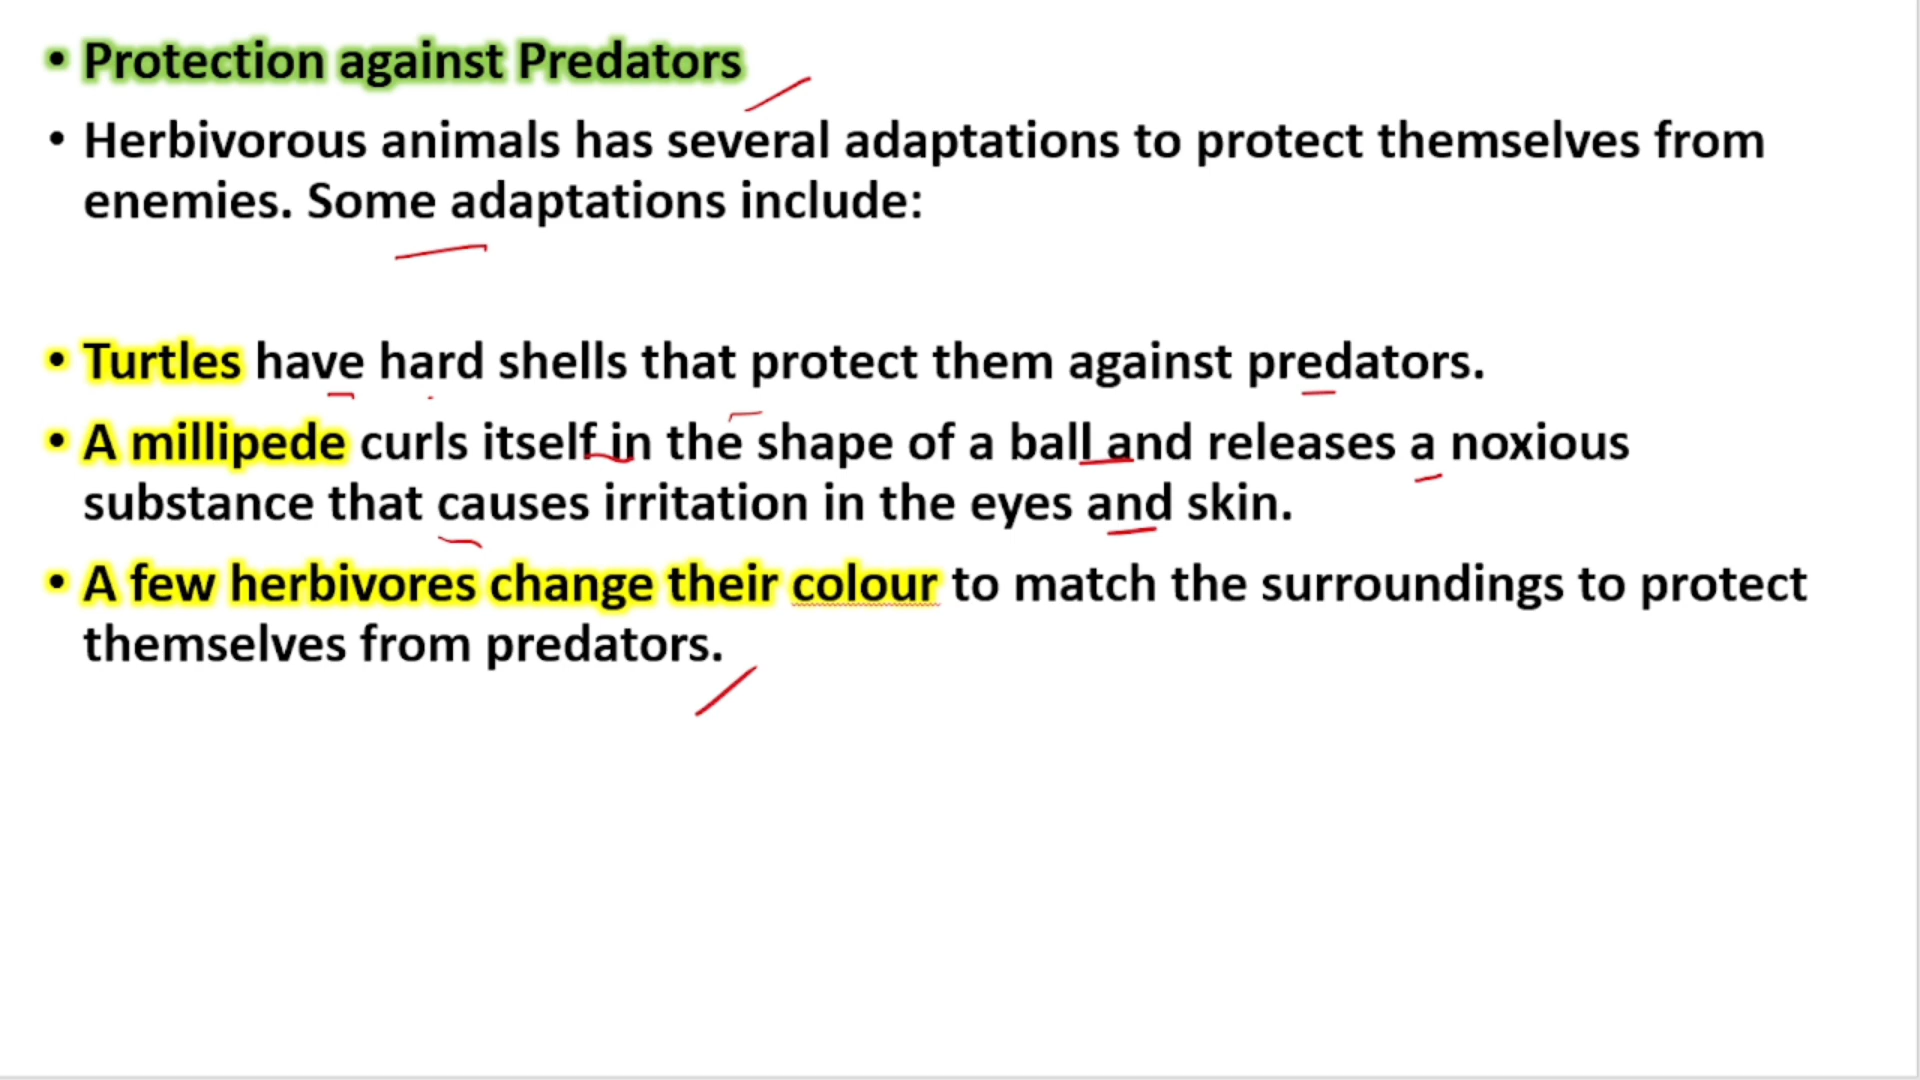 • Protection against Predators
• Herbivorous animals has several adaptations to protect themselves from
enemies. Some adaptations include:
• Turtles have hard shells that protect them against predators.
• A millipede curls itself in the shape of a ball and releases a noxious
substance that causes irritation in the eyes and skin.
• A few herbivores change their colour to match the surroundings to protect
themselves from predators.